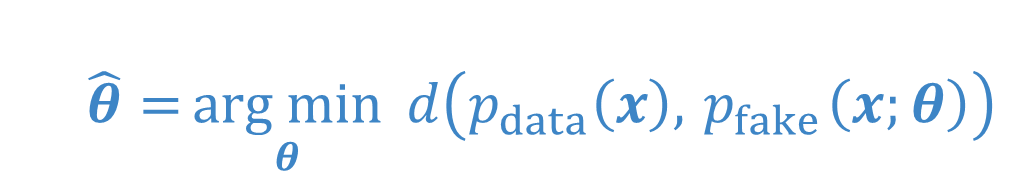 θ̂ = arg min d(p_data(x), p_fake(x; θ))
θ